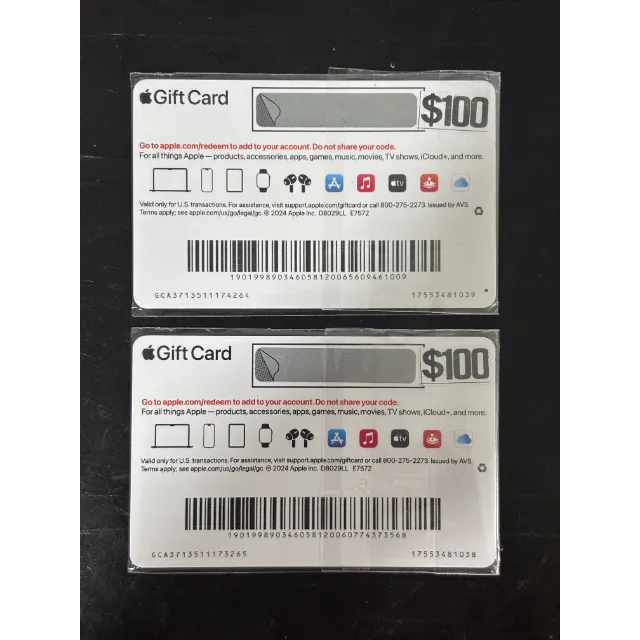 Gift Card
$100
Go to apple.com/redeem to add to your account. Do not share your code.
For all things Apple — products, accessories, apps, games, music, movies, TV shows, iCloud+, and more.
tv
Valid only for U.S. transactions. For assistance, visit support.apple.com/giftcard or call 800-275-2273. Issued by AVS.
Terms apply; see apple.com/us/go/legal/gc. © 2024 Apple Inc. D8029LL E7572
190199890346058120065609461009
GCA3713511174264 17553481039
Gift Card
$100
Go to apple.com/redeem to add to your account. Do not share your code.
For all things Apple — products, accessories, apps, games, music, movies, TV shows, iCloud+, and more.
tv
Valid only for U.S. transactions. For assistance, visit support.apple.com/giftcard or call 800-275-2273. Issued by AVS.
Terms apply; see apple.com/us/go/legal/gc. © 2024 Apple Inc. D8029LL E7572
190199890346058120060774373568
GCA3713511173265 17553481038